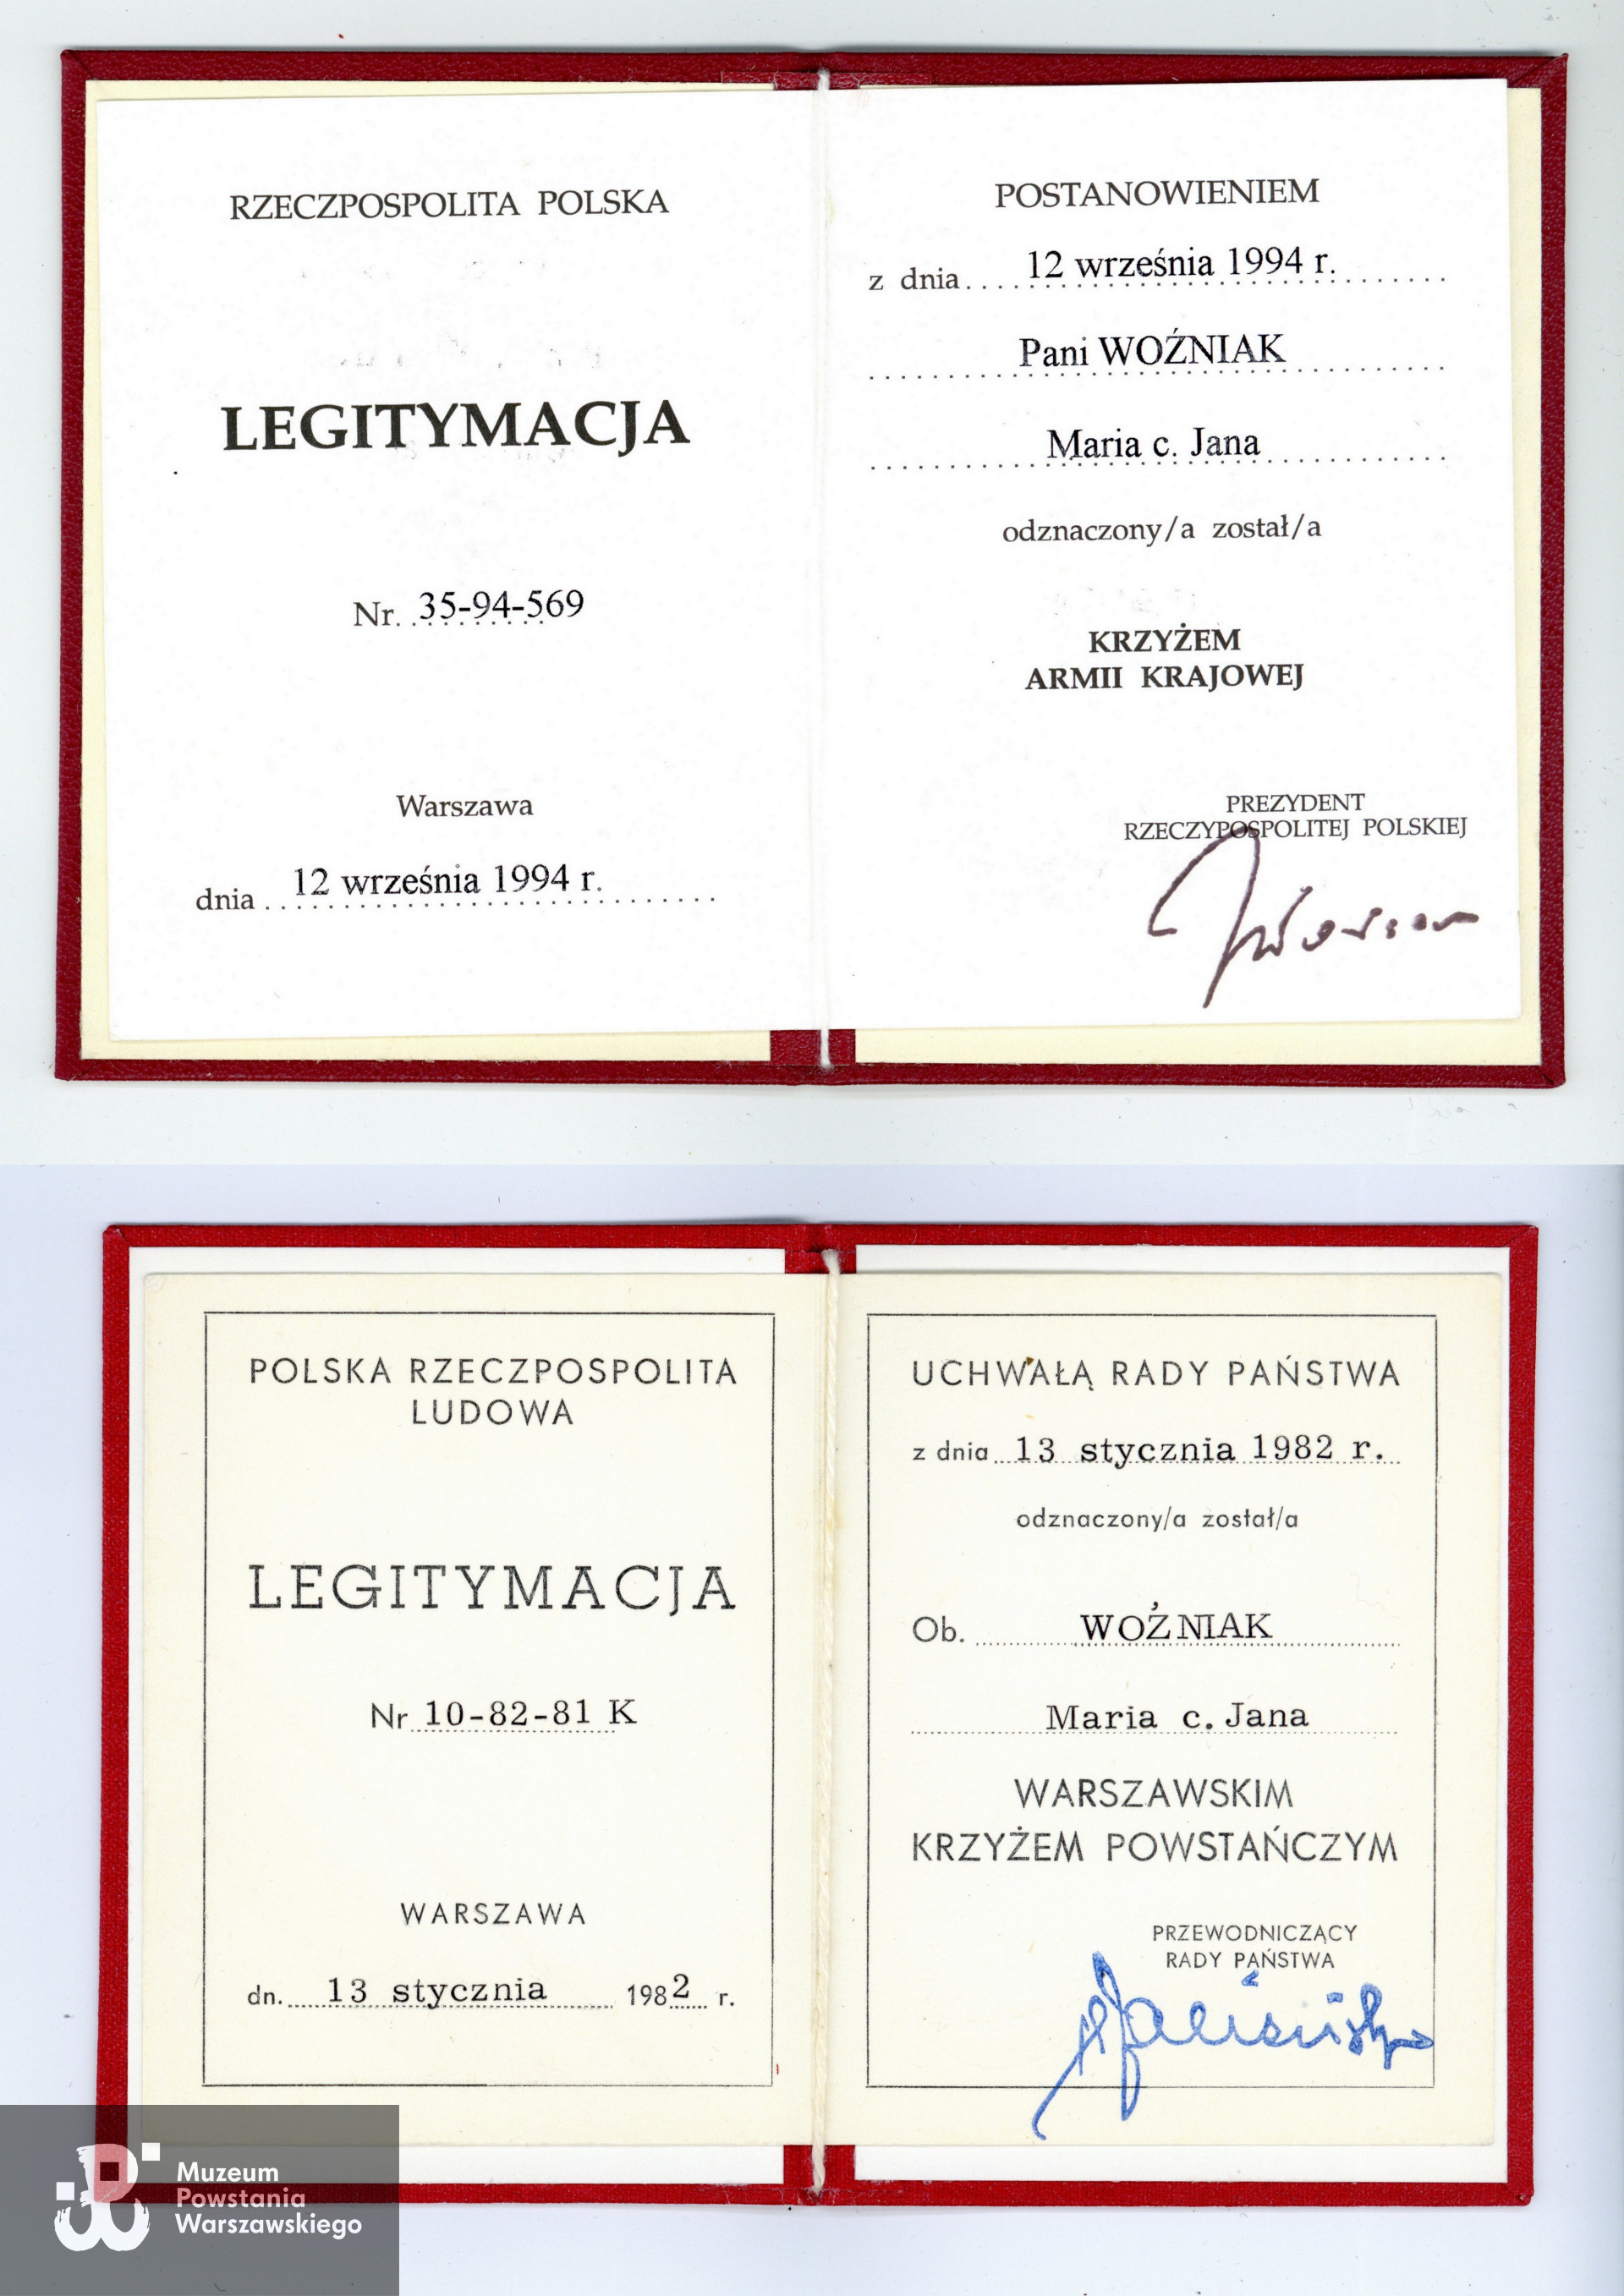 RZECZPOSPOLITA POLSKA
LEGITYMACJA
Nr. 35-94-569
Warszawa
dnia 12 września 1994 r.
POSTANOWIENIEM
z dnia 12 września 1994 r.
Pani WOŹNIAK
Maria c. Jana
odznaczony/a został/a
KRZYŻEM
ARMII KRAJOWEJ
PREZYDENT
RZECZYPOSPOLITEJ POLSKIEJ
POLSKA RZECZPOSPOLITA
LUDOWA
LEGITYMACJA
Nr 10-82-81 K
WARSZAWA
dn. 13 stycznia 1982 r.
UCHWAŁĄ RADY PAŃSTWA
z dnia 13 stycznia 1982 r.
odznaczony/a został/a
Ob. WOŹNIAK
Maria c. Jana
WARSZAWSKIM
KRZYŻEM POWSTAŃCZYM
PRZEWODNICZĄCY
RADY PAŃSTWA
Muzeum
Powstania
Warszawskiego